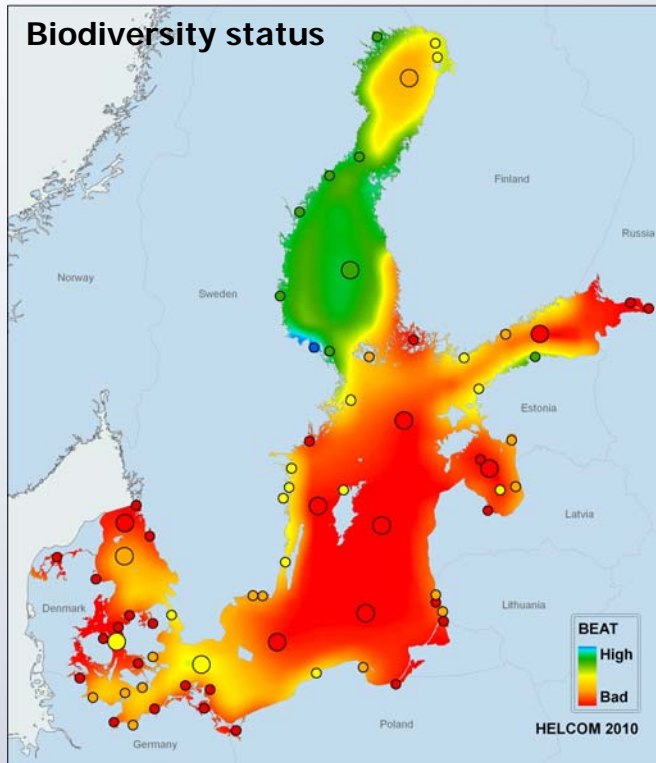 Biodiversity status
Finland
Russia
Norway
Sweden
Estonia
Latvia
Lithuania
Denmark
Poland
Germany
BEAT
High
Bad
HELCOM 2010